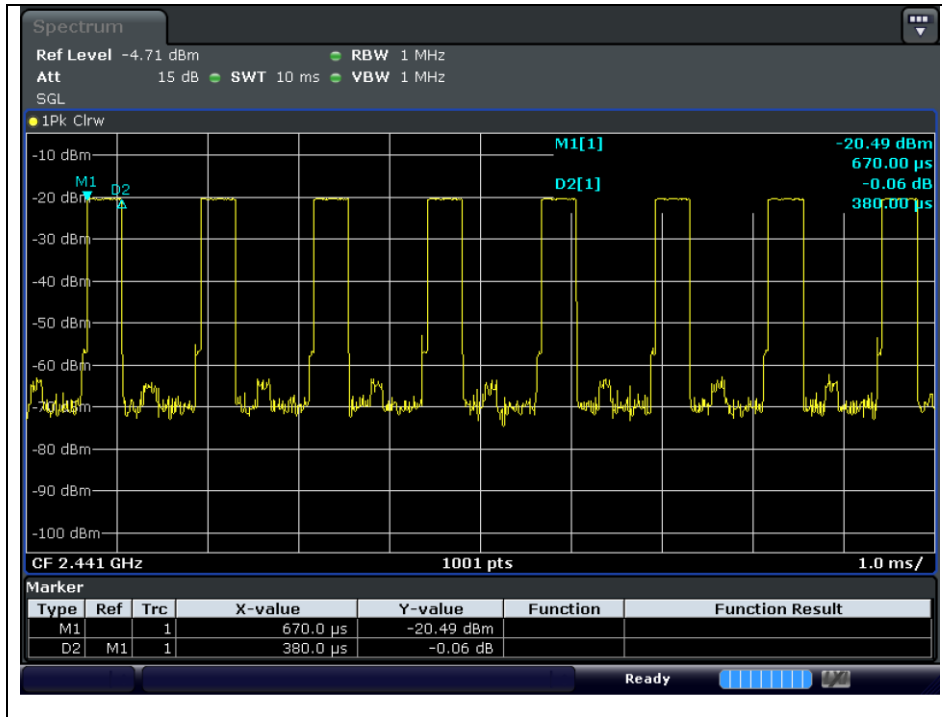 Spectrum
Ref Level -4.71 dBm RBW 1 MHz
Att 15 dB SWT 10 ms VBW 1 MHz
SGL
1Pk Clrw
M1[1] -20.49 dBm
670.00 µs
D2[1] -0.06 dB
380.00 µs
M1
D2
-10 dBm
-20 dBm
-30 dBm
-40 dBm
-50 dBm
-60 dBm
-70 dBm
-80 dBm
-90 dBm
-100 dBm
CF 2.441 GHz 1001 pts 1.0 ms/
Marker
Type Ref Trc X-value Y-value Function Function Result
M1 1 670.0 µs -20.49 dBm
D2 M1 1 380.0 µs -0.06 dB
Ready